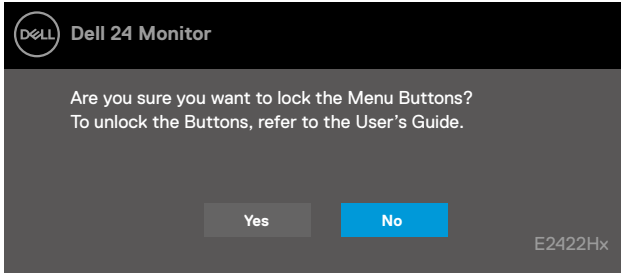 DELL
Dell 24 Monitor
Are you sure you want to lock the Menu Buttons?
To unlock the Buttons, refer to the User’s Guide.
Yes No
E2422Hx